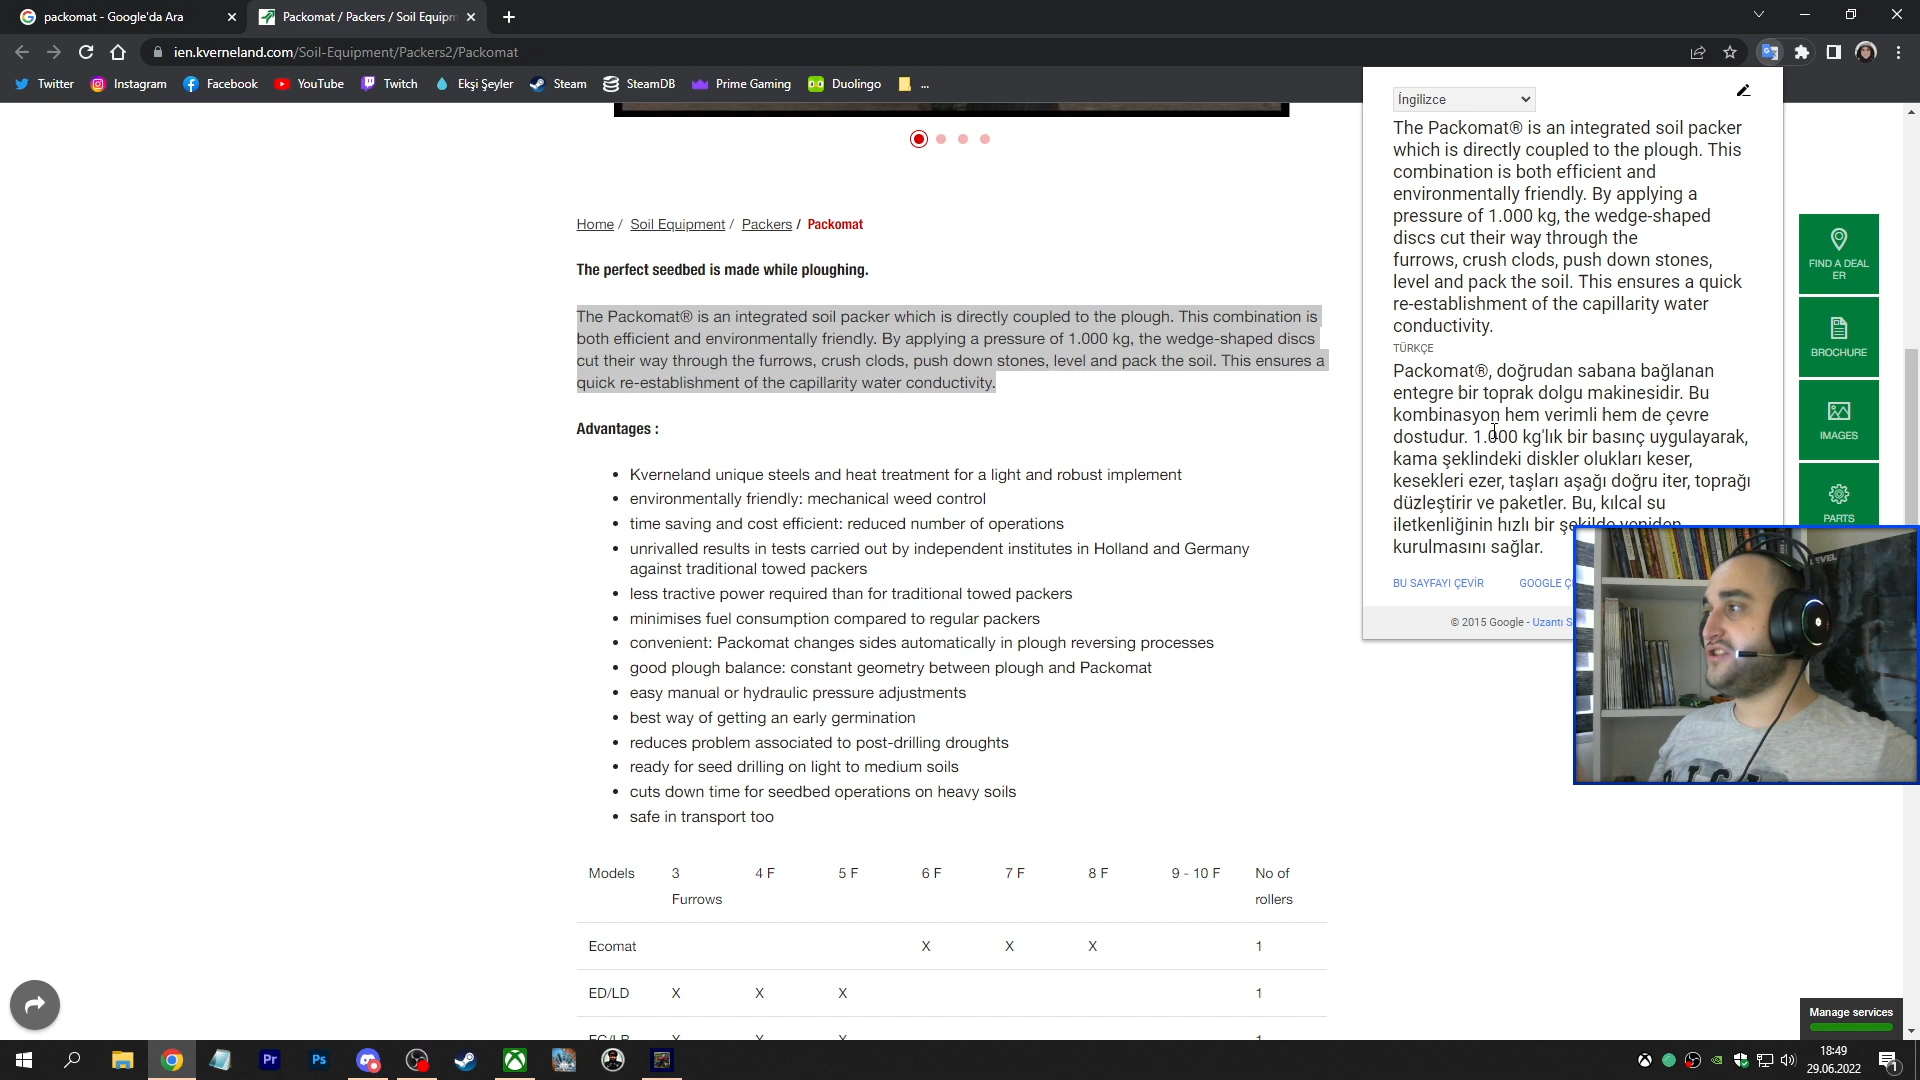 packomat - Google'da Ara
Packomat / Packers / Soil Equipm
ien.kverneland.com/Soil-Equipment/Packers2/Packomat
Twitter
Instagram
Facebook
YouTube
Twitch
Ekşi Şeyler
Steam
SteamDB
Prime Gaming
Duolingo
...
Home / Soil Equipment / Packers / Packomat
The perfect seedbed is made while ploughing.
The Packomat® is an integrated soil packer which is directly coupled to the plough. This combination is
both efficient and environmentally friendly. By applying a pressure of 1.000 kg, the wedge-shaped discs
cut their way through the furrows, crush clods, push down stones, level and pack the soil. This ensures a
quick re-establishment of the capillarity water conductivity.
Advantages :
• Kverneland unique steels and heat treatment for a light and robust implement
• environmentally friendly: mechanical weed control
• time saving and cost efficient: reduced number of operations
• unrivalled results in tests carried out by independent institutes in Holland and Germany
against traditional towed packers
• less tractive power required than for traditional towed packers
• minimises fuel consumption compared to regular packers
• convenient: Packomat changes sides automatically in plough reversing processes
• good plough balance: constant geometry between plough and Packomat
• easy manual or hydraulic pressure adjustments
• best way of getting an early germination
• reduces problem associated to post-drilling droughts
• ready for seed drilling on light to medium soils
• cuts down time for seedbed operations on heavy soils
• safe in transport too
Models 3 4 F 5 F 6 F 7 F 8 F 9 - 10 F No of
Furrows rollers
Ecomat X X X 1
ED/LD X X X 1
İngilizce
The Packomat® is an integrated soil packer
which is directly coupled to the plough. This
combination is both efficient and
environmentally friendly. By applying a
pressure of 1.000 kg, the wedge-shaped
discs cut their way through the
furrows, crush clods, push down stones,
level and pack the soil. This ensures a quick
re-establishment of the capillarity water
conductivity.
TÜRKÇE
Packomat®, doğrudan sabana bağlanan
entegre bir toprak dolgu makinesidir. Bu
kombinasyon hem verimli hem de çevre
dostudur. 1.000 kg'lık bir basınç uygulayarak,
kama şeklindeki diskler olukları keser,
kesekleri ezer, taşları aşağı doğru iter, toprağı
düzleştirir ve paketler. Bu, kılcal su
iletkenliğinin hızlı bir şekilde yeniden
kurulmasını sağlar.
BU SAYFAYI ÇEVİR GOOGLE Ç
© 2015 Google - Uzantı S
FIND A DEAL
ER
BROCHURE
IMAGES
PARTS
LEVEL
Manage services
Pr
Ps
18:49
29.06.2022
1